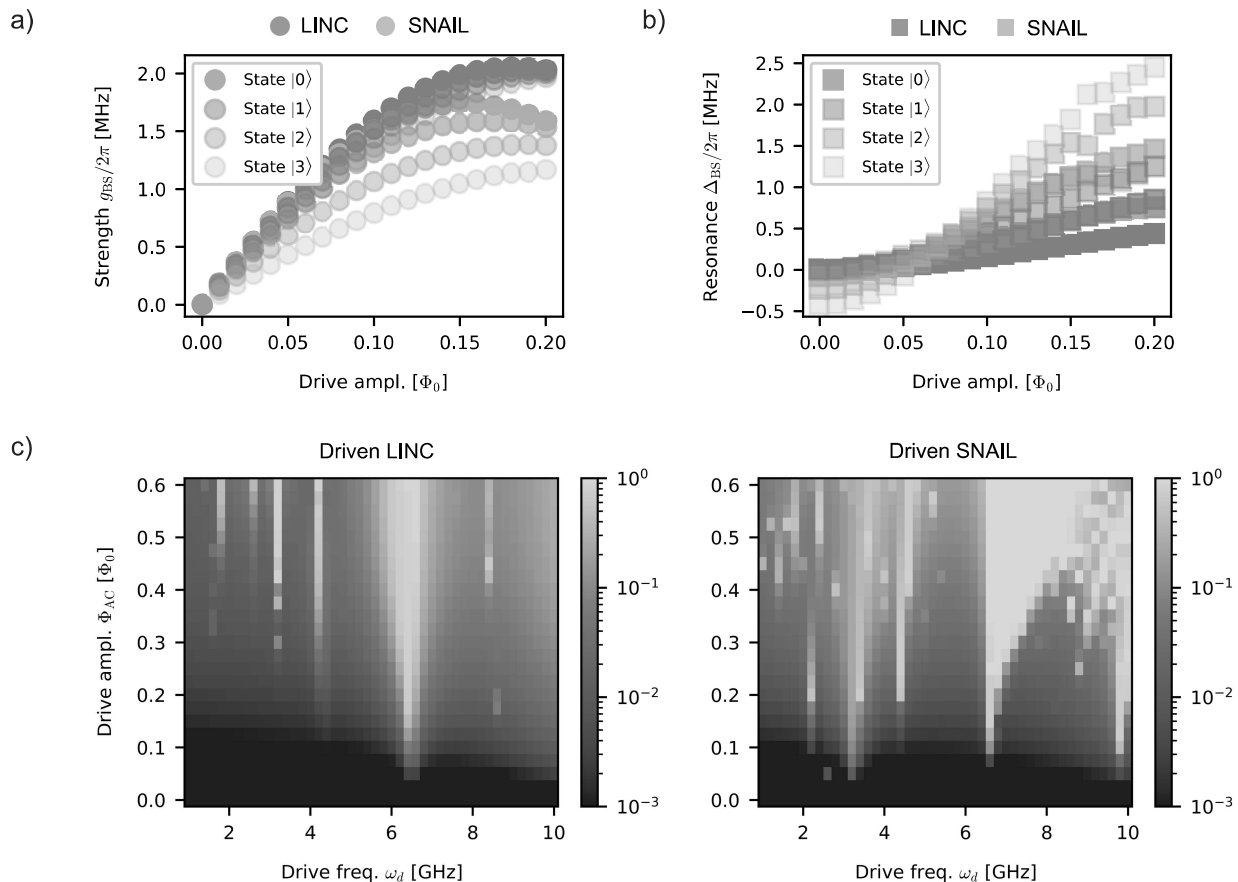 a)
LINC SNAIL
Strength g_BS/2π [MHz]
2.0
1.5
1.0
0.5
0.0
State |0⟩
State |1⟩
State |2⟩
State |3⟩
0.00 0.05 0.10 0.15 0.20
Drive ampl. [Φ₀]
b)
LINC SNAIL
Resonance Δ_BS/2π [MHz]
2.5
2.0
1.5
1.0
0.5
0.0
−0.5
State |0⟩
State |1⟩
State |2⟩
State |3⟩
0.00 0.05 0.10 0.15 0.20
Drive ampl. [Φ₀]
c)
Driven LINC
Drive ampl. Φ_AC [Φ₀]
0.6
0.5
0.4
0.3
0.2
0.1
0.0
2 4 6 8 10
Drive freq. ω_d [GHz]
10⁰
10⁻¹
10⁻²
10⁻³
Driven SNAIL
0.6
0.5
0.4
0.3
0.2
0.1
0.0
2 4 6 8 10
Drive freq. ω_d [GHz]
10⁰
10⁻¹
10⁻²
10⁻³